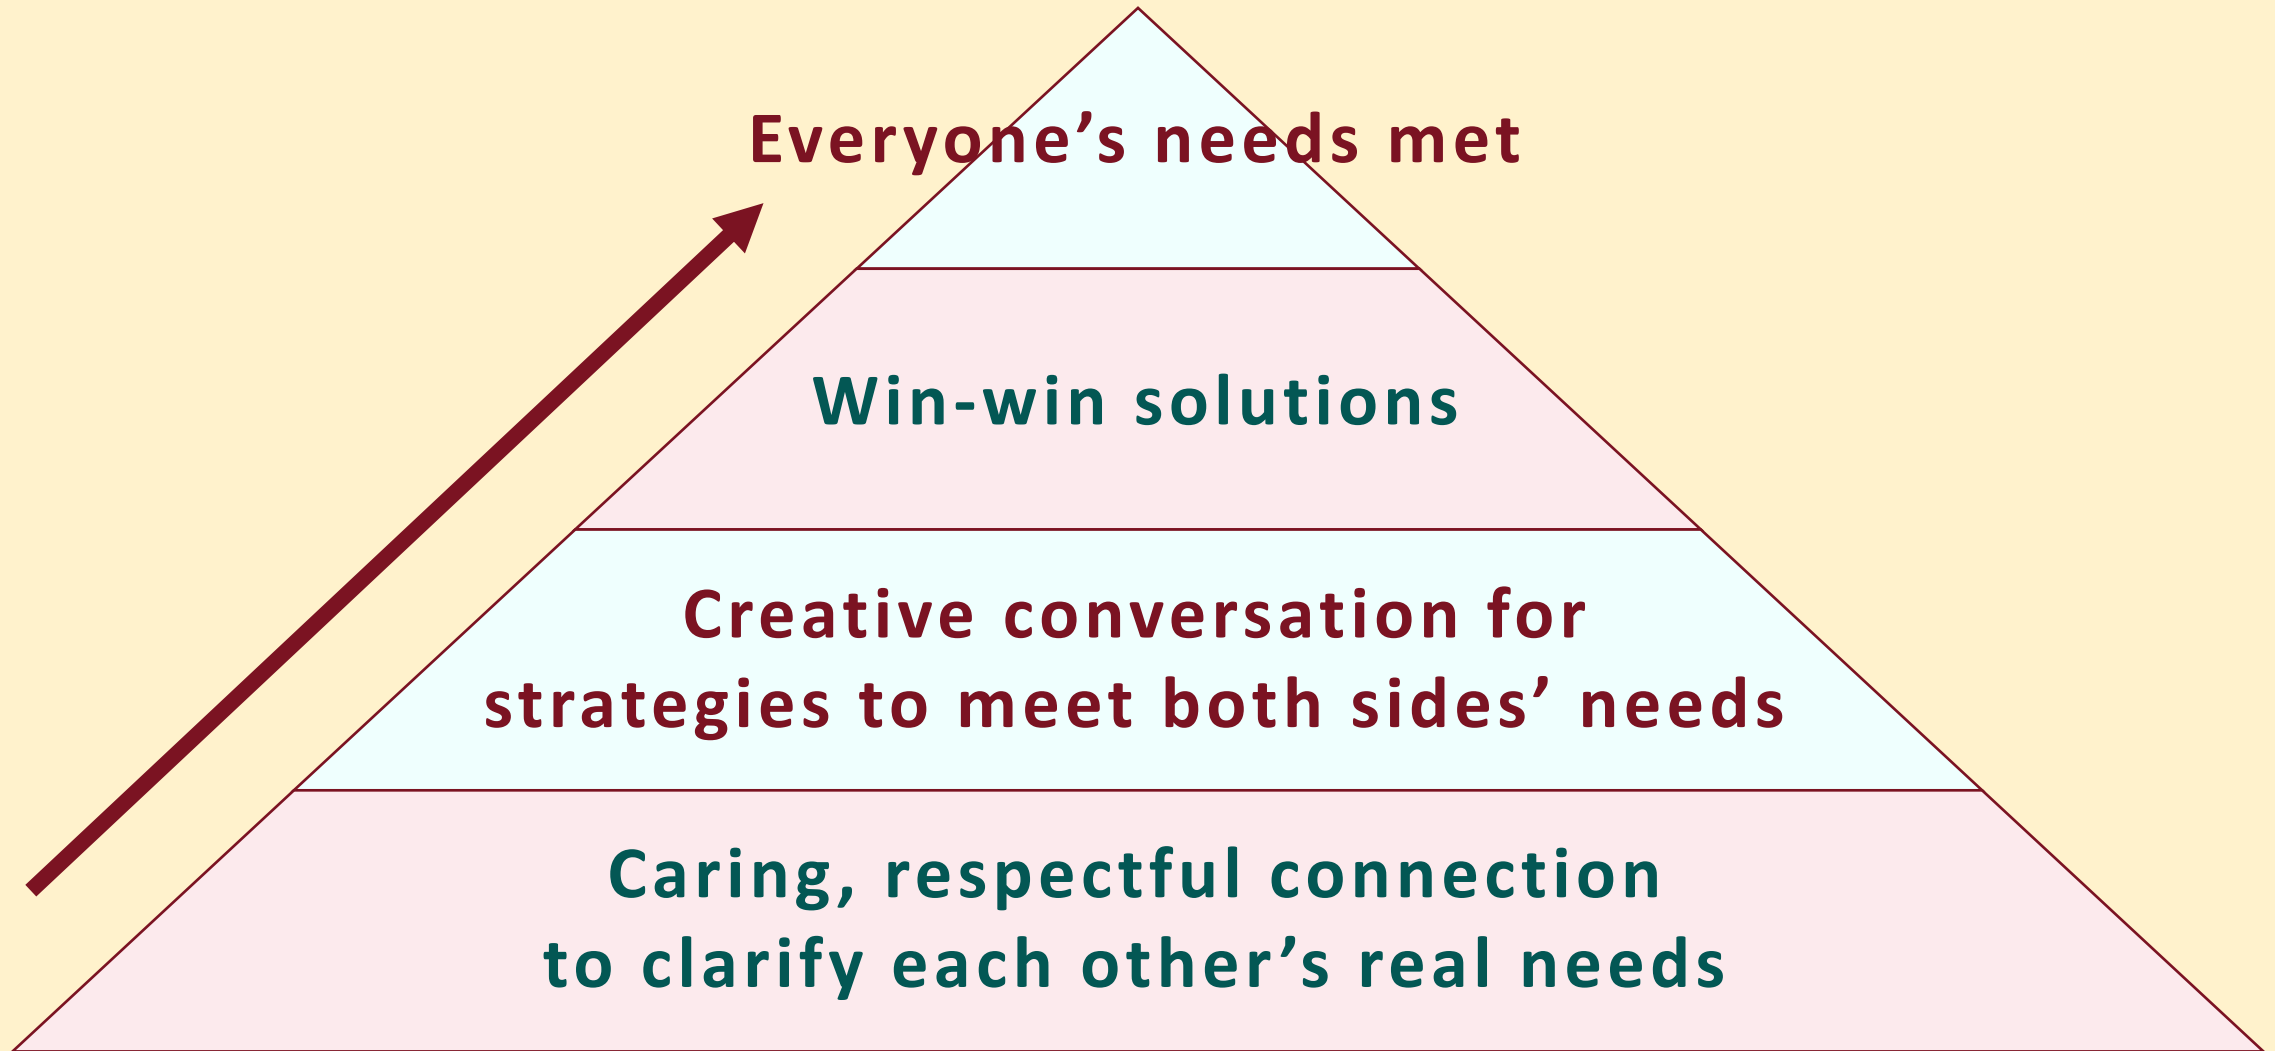 Everyone’s needs met
Win-win solutions
Creative conversation for
strategies to meet both sides’ needs
Caring, respectful connection
to clarify each other’s real needs